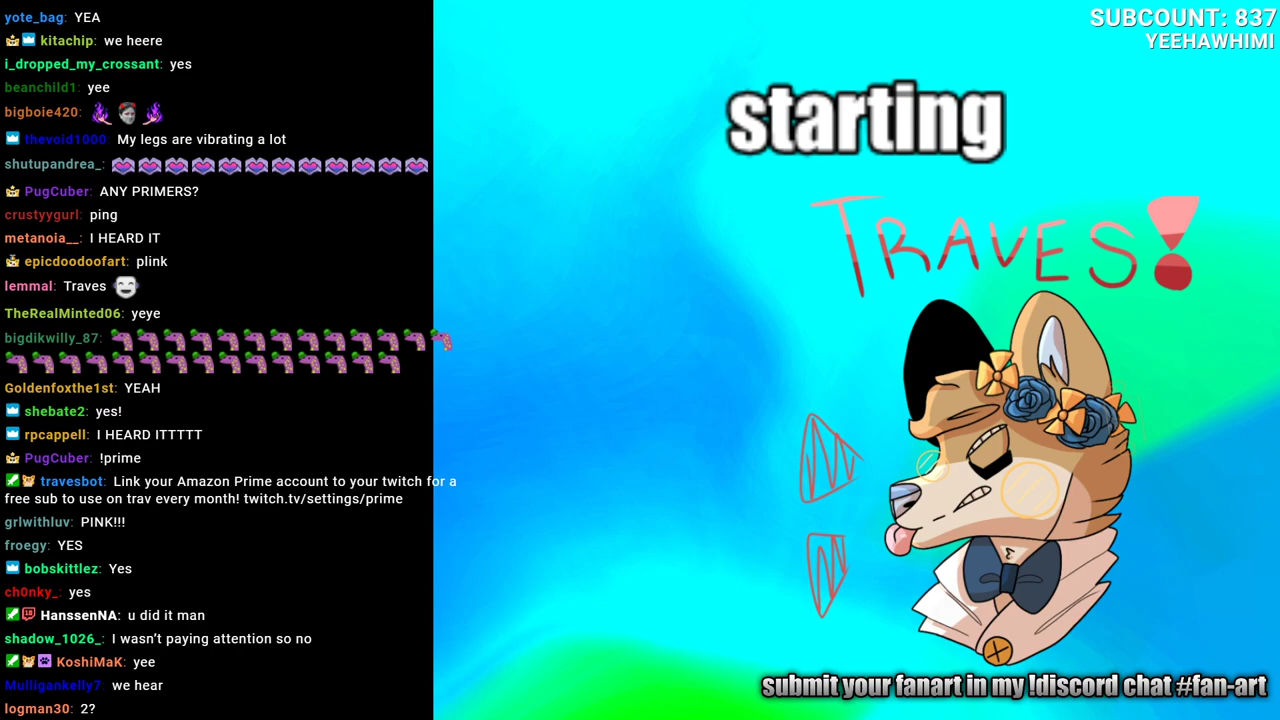 yote_bag: YEA
kitachip: we heere
i_dropped_my_crossant: yes
beanchild1: yee
bigboie420:
thevoid1000: My legs are vibrating a lot
shutupandrea_:
PugCuber: ANY PRIMERS?
crustyygurl: ping
metanoia__: I HEARD IT
epicdoodoofart: plink
lemmal: Traves
TheRealMinted06: yeye
bigdikwilly_87:
Goldenfoxthe1st: YEAH
shebate2: yes!
rpcappell: I HEARD ITTTTT
PugCuber: !prime
travesbot: Link your Amazon Prime account to your twitch for a
free sub to use on trav every month! twitch.tv/settings/prime
grlwithluv: PINK!!!
froegy: YES
bobskittlez: Yes
ch0nky_: yes
HanssenNA: u did it man
shadow_1026_: I wasn't paying attention so no
KoshiMaK: yee
Mulligankelly7: we hear
logman30: 2?
SUBCOUNT: 837
YEEHAWHIMI
starting
TRAVES!
submit your fanart in my !discord chat #fan-art